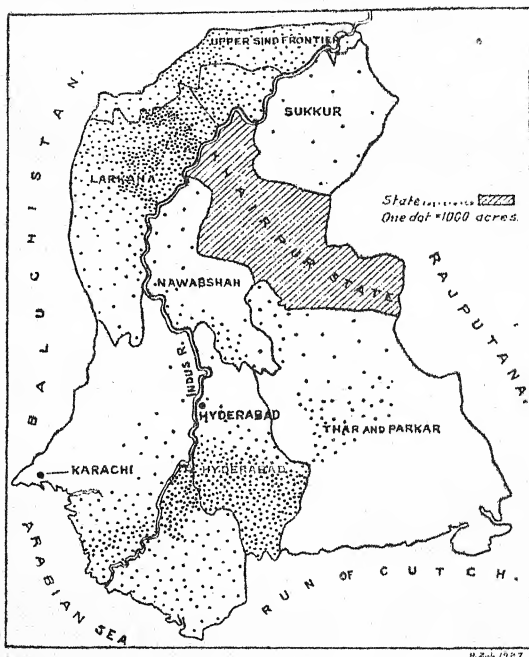 UPPER SIND FRONTIER
SUKKUR
BALUCHISTAN.
LARKANA
State
One dot = 1000 acres.
KHAIRPUR STATE
RAJPUTANA.
NAWABSHAH
INDUS R.
HYDERABAD
THAR AND PARKAR
KARACHI
HYDERABAD
ARABIAN SEA
RUN OF CUTCH.